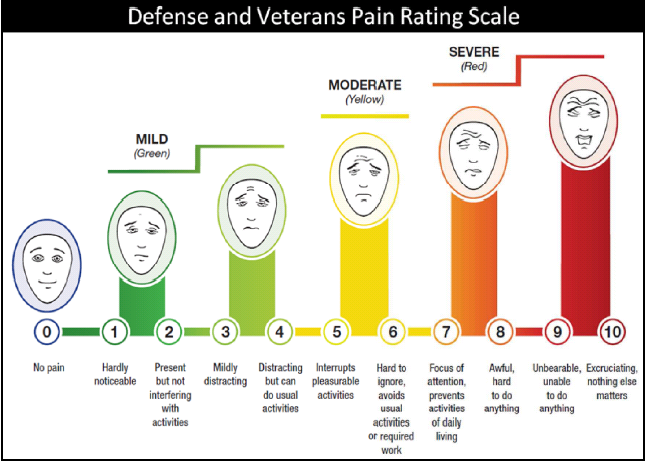 Defense and Veterans Pain Rating Scale
SEVERE
(Red)
MODERATE
(Yellow)
MILD
(Green)
0
1
2
3
4
5
6
7
8
9
10
No pain
Hardly
noticeable
Present
but not
interfering
with
activities
Mildly
distracting
Distracting
but can
do usual
activities
Interrupts
pleasurable
activities
Hard to
ignore,
avoids
usual
activities
or required
work
Focus of
attention,
prevents
activities
of daily
living
Awful,
hard
to do
anything
Unbearable,
unable
to do
anything
Excruciating,
nothing else
matters